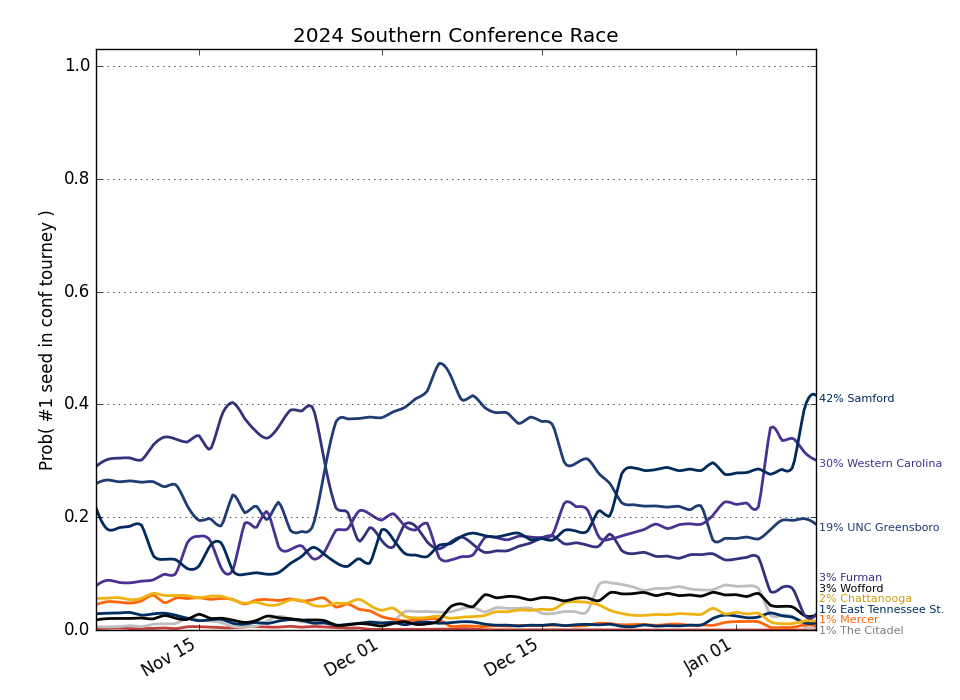 2024 Southern Conference Race
Prob( #1 seed in conf tourney )
1.0
0.8
0.6
0.4
0.2
0.0
Nov 15
Dec 01
Dec 15
Jan 01
42% Samford
30% Western Carolina
19% UNC Greensboro
3% Furman
3% Wofford
2% Chattanooga
1% East Tennessee St.
1% Mercer
1% The Citadel